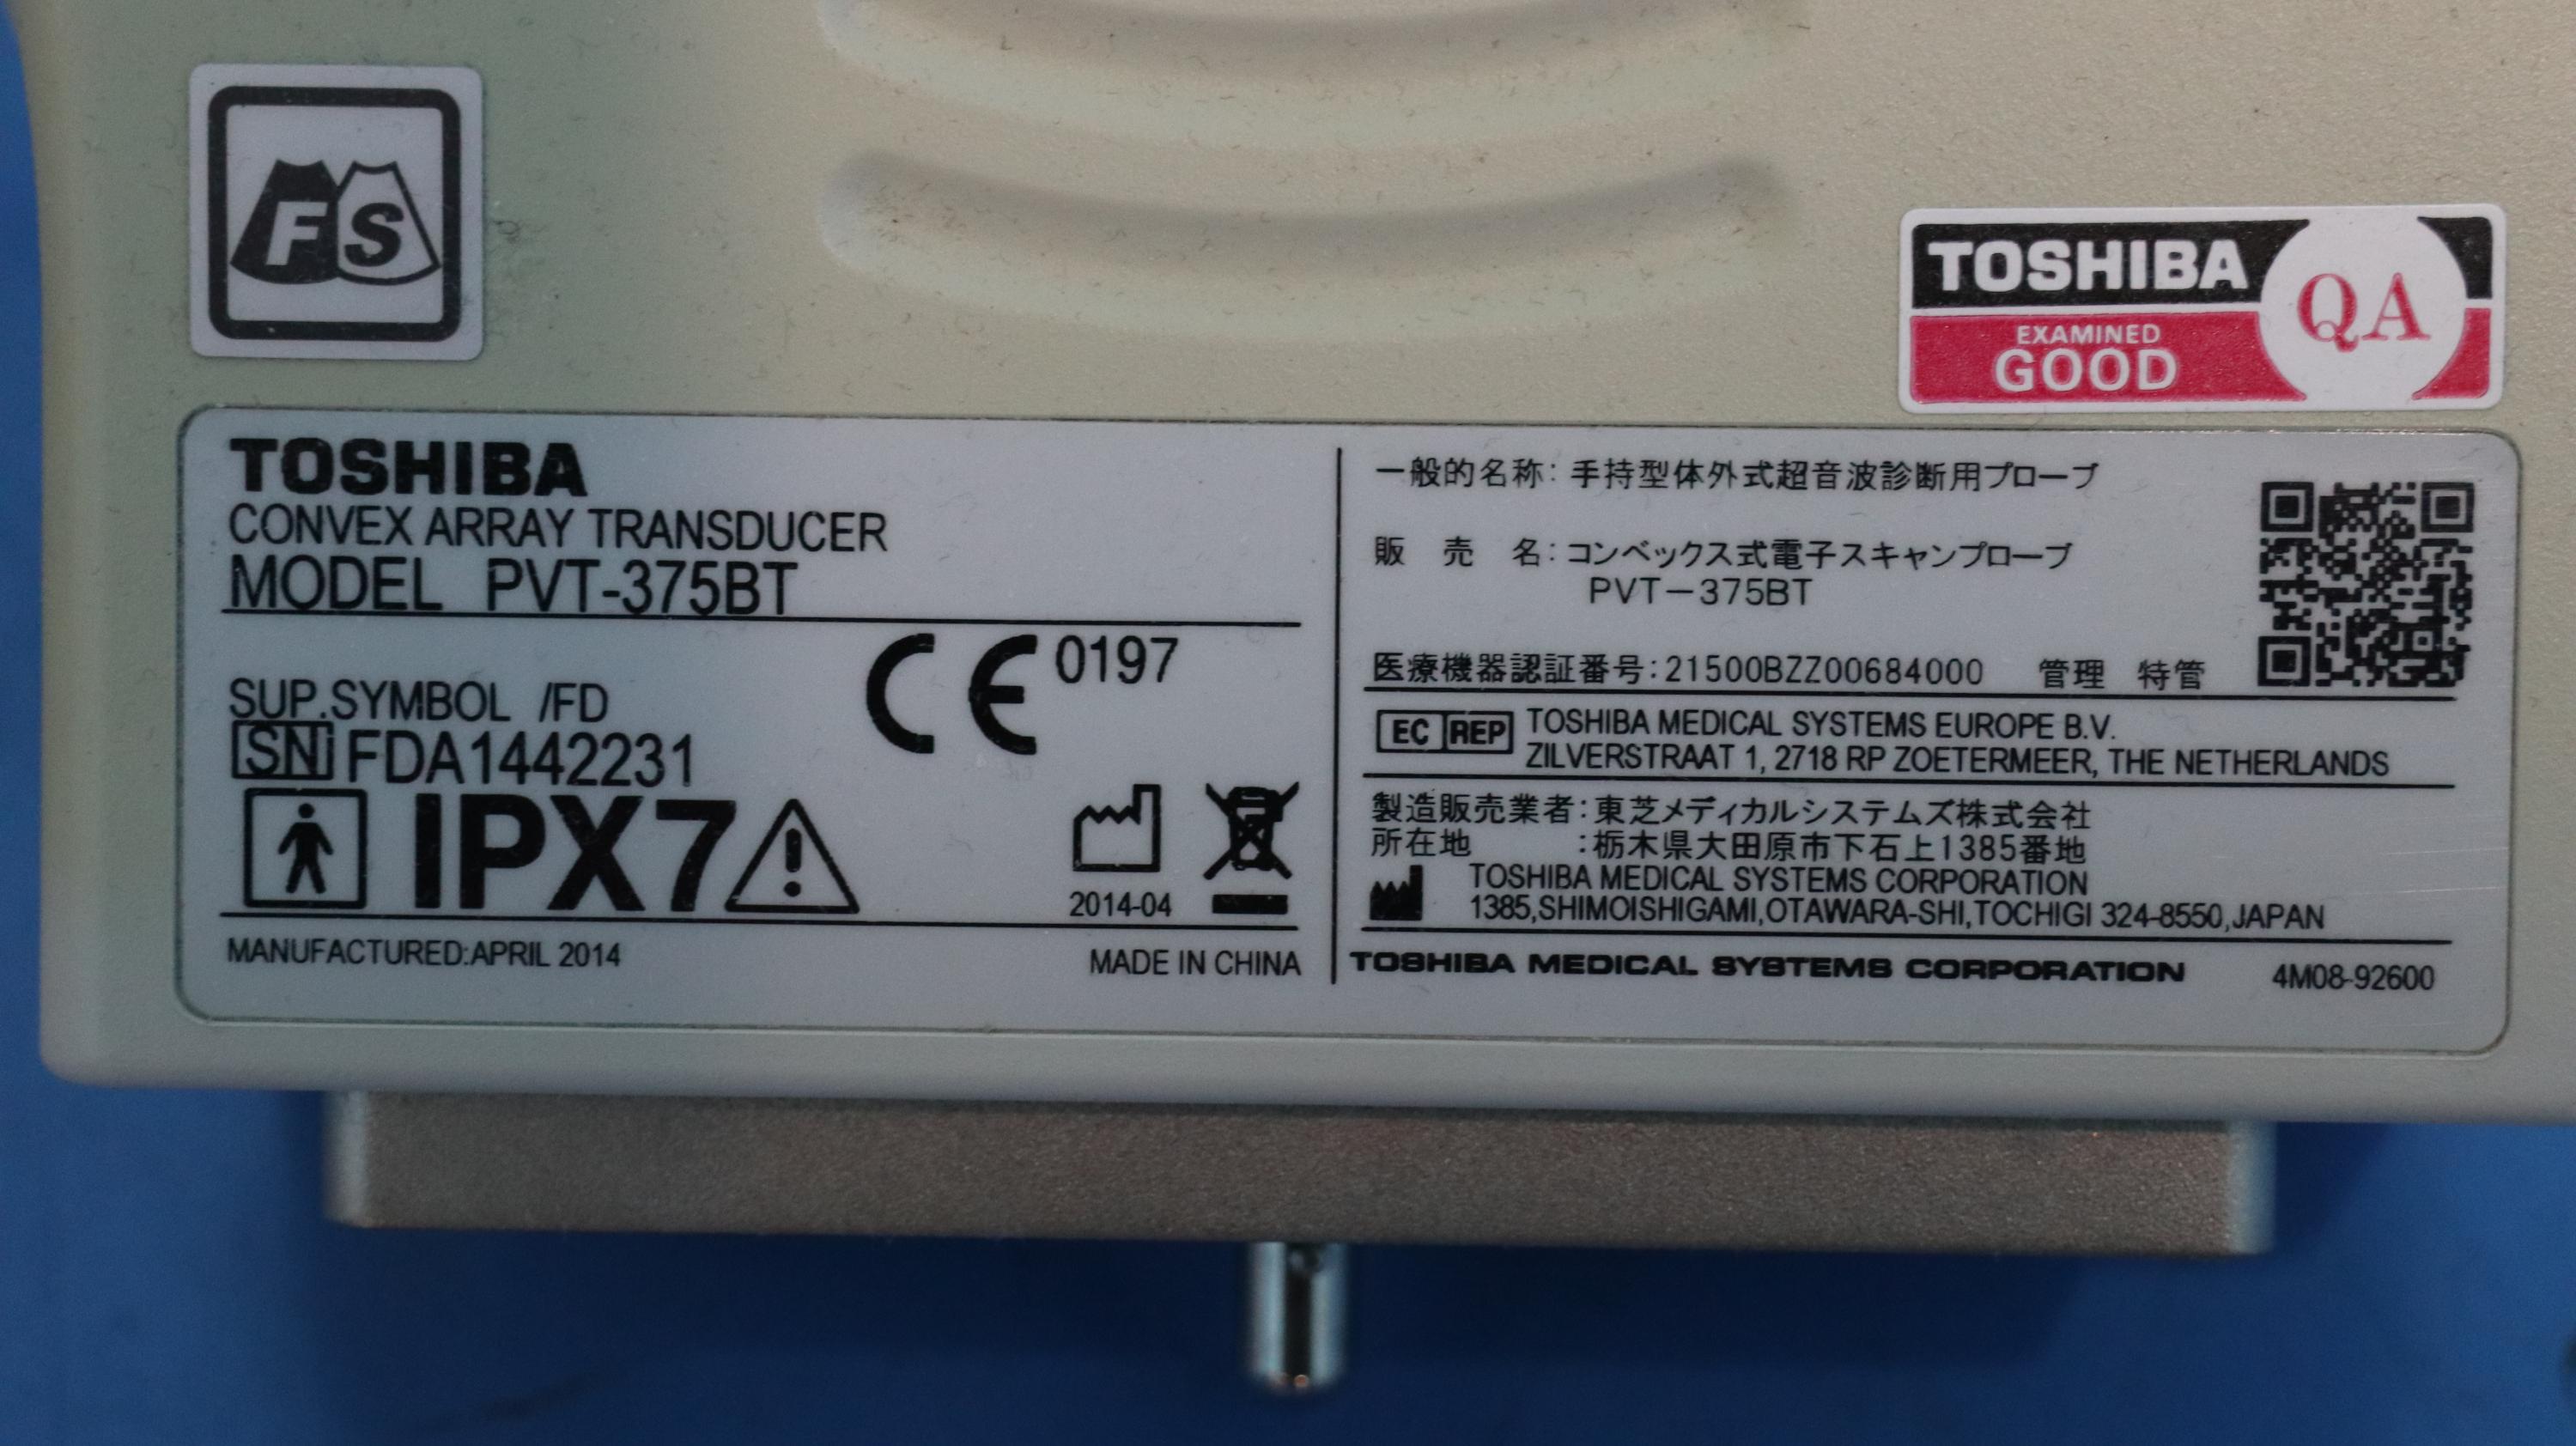 FS
TOSHIBA
EXAMINED
GOOD
QA
TOSHIBA
CONVEX ARRAY TRANSDUCER
MODEL PVT-375BT
SUP.SYMBOL /FD
CE 0197
SN FDA1442231
IPX7
2014-04
MANUFACTURED:APRIL 2014
MADE IN CHINA
一般的名称：手持型体外式超音波診断用プローブ
販 売 名：コンベックス式電子スキャンプローブ
PVT－375BT
医療機器認証番号：21500BZZ00684000 管理 特管
EC REP TOSHIBA MEDICAL SYSTEMS EUROPE B.V.
ZILVERSTRAAT 1, 2718 RP ZOETERMEER, THE NETHERLANDS
製造販売業者：東芝メディカルシステムズ株式会社
所在地 ：栃木県大田原市下石上1385番地
TOSHIBA MEDICAL SYSTEMS CORPORATION
1385,SHIMOISHIGAMI,OTAWARA-SHI,TOCHIGI 324-8550,JAPAN
TOSHIBA MEDICAL SYSTEMS CORPORATION 4M08-92600